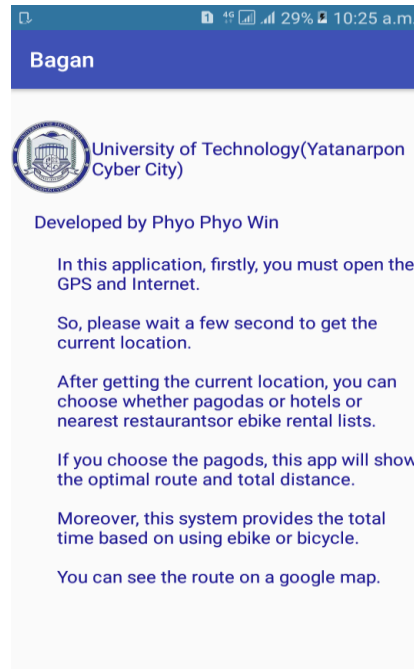 4G 29% 10:25 a.m.
Bagan
University of Technology(Yatanarpon
Cyber City)
Developed by Phyo Phyo Win
In this application, firstly, you must open the
GPS and Internet.
So, please wait a few second to get the
current location.
After getting the current location, you can
choose whether pagodas or hotels or
nearest restaurantsor ebike rental lists.
If you choose the pagods, this app will show
the optimal route and total distance.
Moreover, this system provides the total
time based on using ebike or bicycle.
You can see the route on a google map.